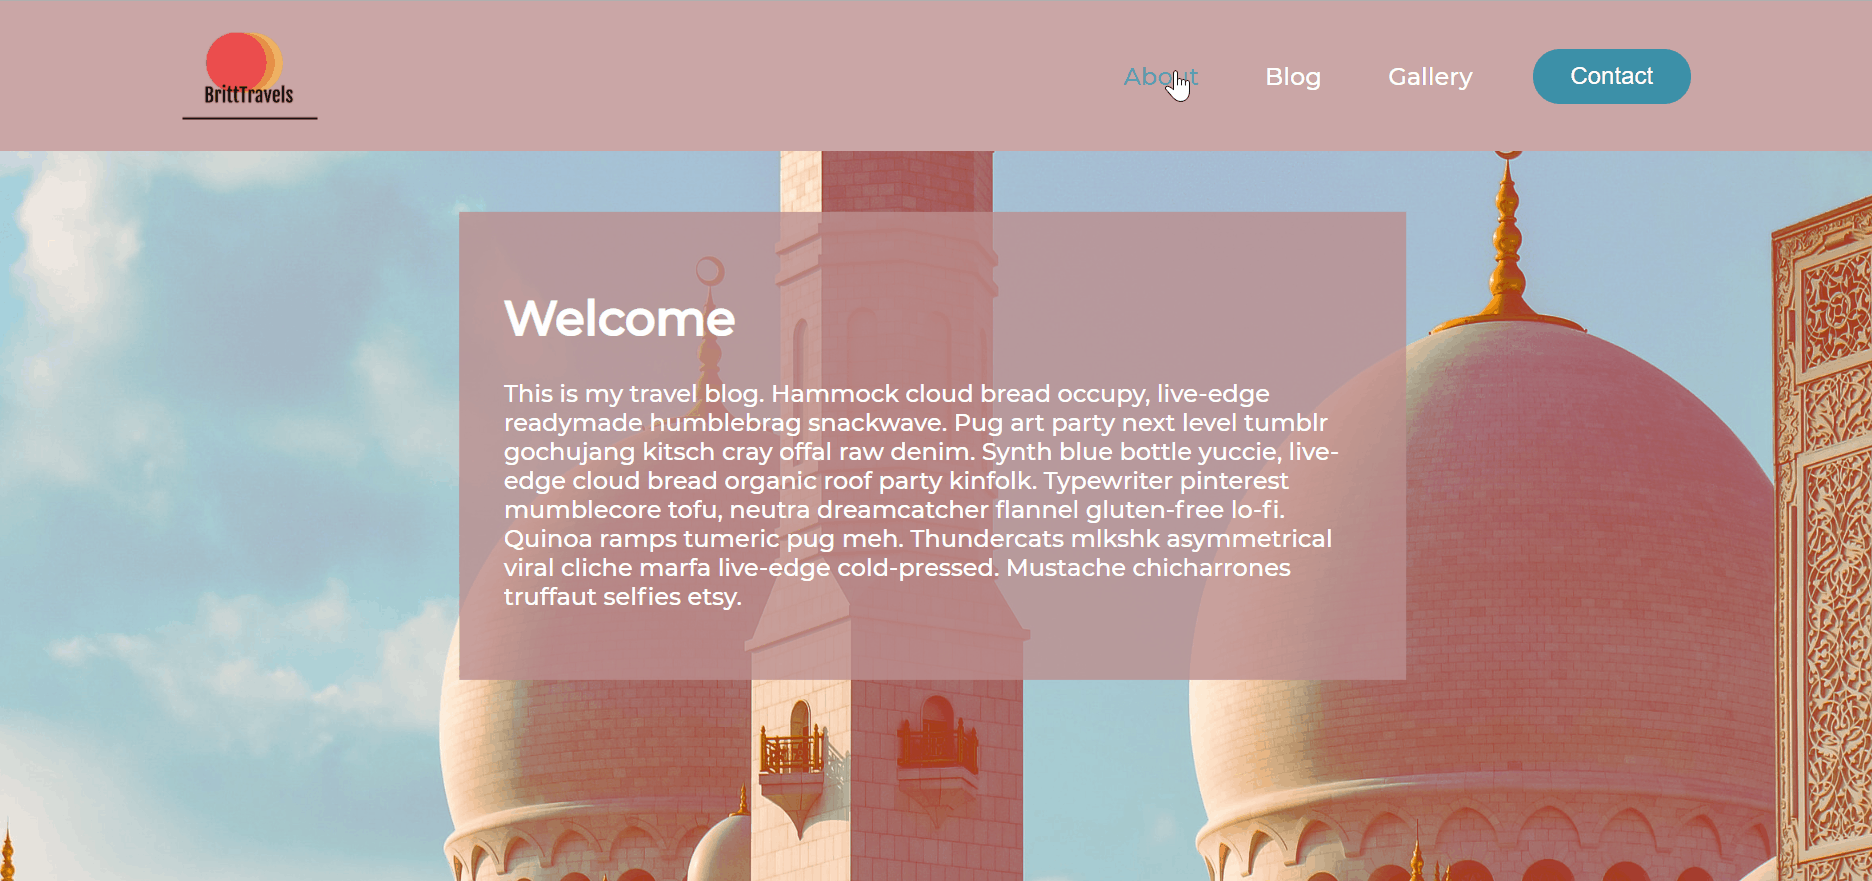 BrittTravels
About
Blog
Gallery
Contact
Welcome
This is my travel blog. Hammock cloud bread occupy, live-edge
readymade humblebrag snackwave. Pug art party next level tumblr
gochujang kitsch cray offal raw denim. Synth blue bottle yuccie, live-
edge cloud bread organic roof party kinfolk. Typewriter pinterest
mumblecore tofu, neutra dreamcatcher flannel gluten-free lo-fi.
Quinoa ramps tumeric pug meh. Thundercats mlkshk asymmetrical
viral cliche marfa live-edge cold-pressed. Mustache chicharrones
truffaut selfies etsy.